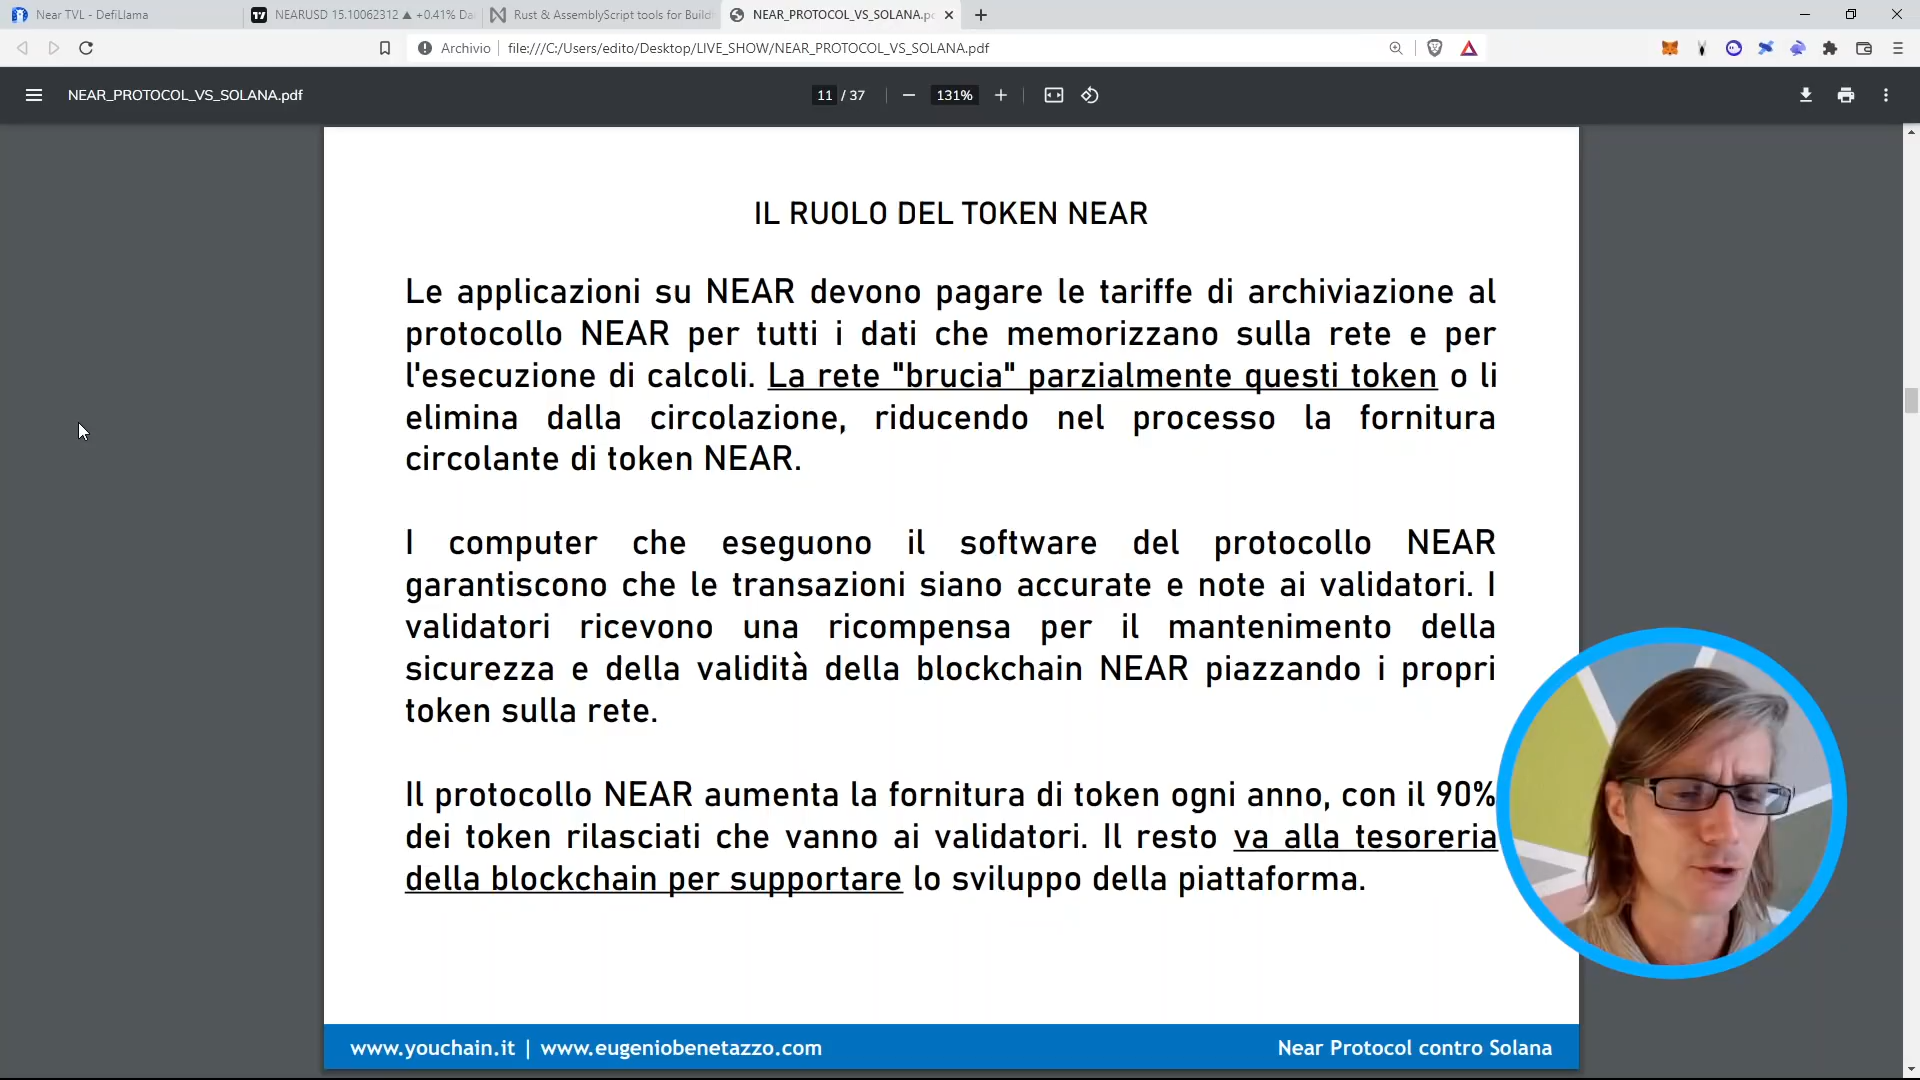 Near TVL - DefiLlama
NEARUSD 15.10062312 ▲ +0.41% Da
Rust & AssemblyScript tools for Build
NEAR_PROTOCOL_VS_SOLANA.p
Archivio
file:///C:/Users/edito/Desktop/LIVE_SHOW/NEAR_PROTOCOL_VS_SOLANA.pdf
NEAR_PROTOCOL_VS_SOLANA.pdf
11 / 37
131%
IL RUOLO DEL TOKEN NEAR
Le applicazioni su NEAR devono pagare le tariffe di archiviazione al
protocollo NEAR per tutti i dati che memorizzano sulla rete e per
l'esecuzione di calcoli. La rete "brucia" parzialmente questi token o li
elimina dalla circolazione, riducendo nel processo la fornitura
circolante di token NEAR.
I computer che eseguono il software del protocollo NEAR
garantiscono che le transazioni siano accurate e note ai validatori. I
validatori ricevono una ricompensa per il mantenimento della
sicurezza e della validità della blockchain NEAR piazzando i propri
token sulla rete.
Il protocollo NEAR aumenta la fornitura di token ogni anno, con il 90%
dei token rilasciati che vanno ai validatori. Il resto va alla tesoreria
della blockchain per supportare lo sviluppo della piattaforma.
www.youchain.it | www.eugeniobenetazzo.com
Near Protocol contro Solana